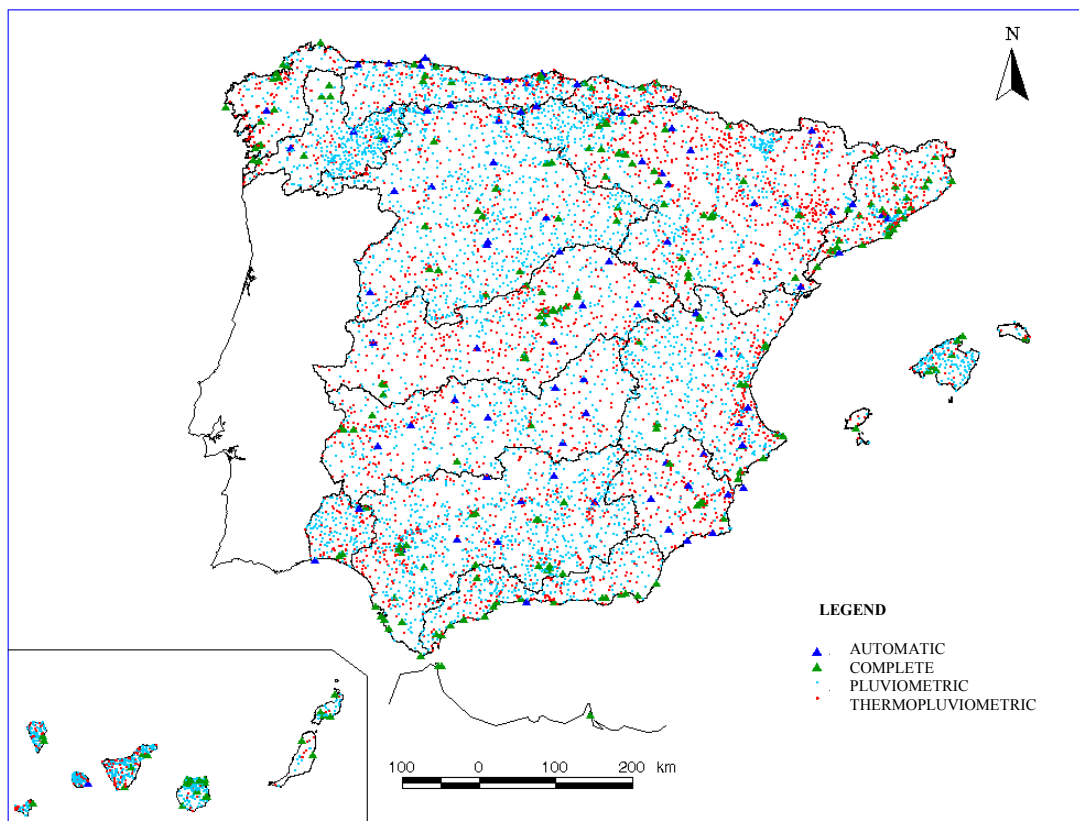 N
LEGEND
AUTOMATIC
COMPLETE
PLUVIOMETRIC
THERMOPLUVIOMETRIC
100 0 100 200 km